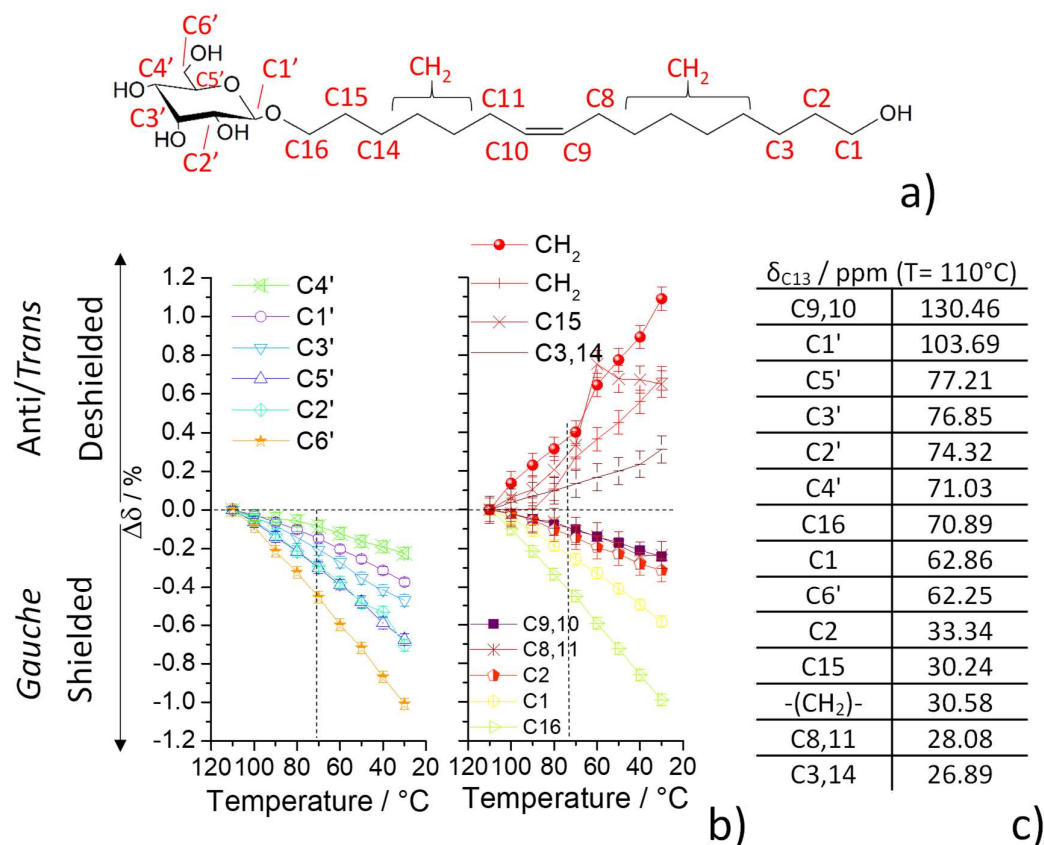 C6'
OH
C4'
C5'
O
C1'
HO
HO
C3'
HO
OH
O
C2'
C16
C15
C14
CH2
C11
C10
C9
C8
CH2
C3
C2
C1
OH
a)
Anti/Trans
Deshielded
Gauche
Shielded
Δδ / %
1.2
1.0
0.8
0.6
0.4
0.2
0.0
-0.2
-0.4
-0.6
-0.8
-1.0
-1.2
C4'
C1'
C3'
C5'
C2'
C6'
120 100 80 60 40 20
Temperature / °C
CH2
CH2
C15
C3,14
C9,10
C8,11
C2
C1
C16
120 100 80 60 40 20
Temperature / °C
b)
δC13 / ppm (T= 110°C)
C9,10 130.46
C1' 103.69
C5' 77.21
C3' 76.85
C2' 74.32
C4' 71.03
C16 70.89
C1 62.86
C6' 62.25
C2 33.34
C15 30.24
-(CH2)- 30.58
C8,11 28.08
C3,14 26.89
c)